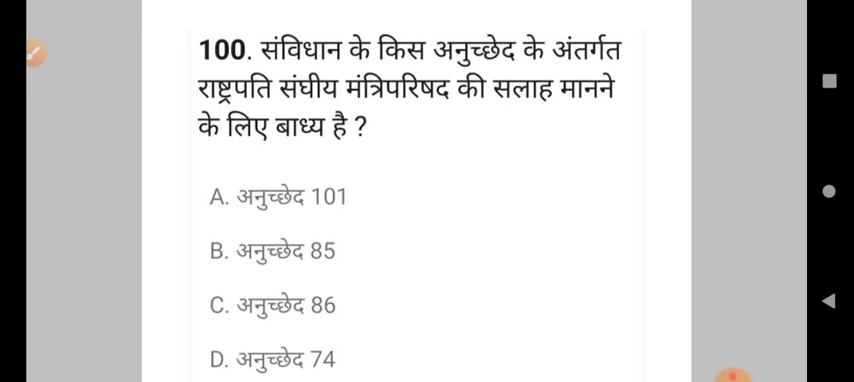 100. संविधान के किस अनुच्छेद के अंतर्गत
राष्ट्रपति संघीय मंत्रिपरिषद की सलाह मानने
के लिए बाध्य है ?
A. अनुच्छेद 101
B. अनुच्छेद 85
C. अनुच्छेद 86
D. अनुच्छेद 74